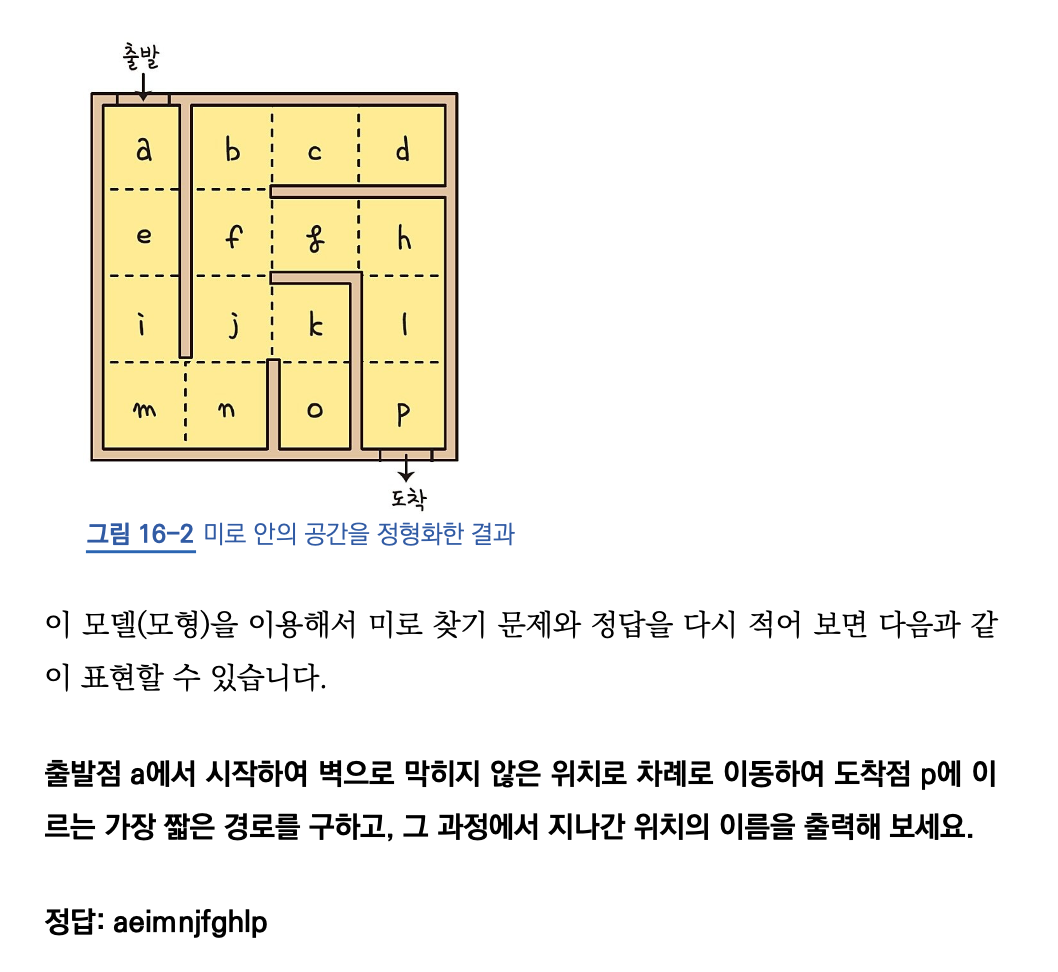 출발
a b c d
e f g h
i j k l
m n o p
도착
그림 16-2 미로 안의 공간을 정형화한 결과
이 모델(모형)을 이용해서 미로 찾기 문제와 정답을 다시 적어 보면 다음과 같
이 표현할 수 있습니다.
출발점 a에서 시작하여 벽으로 막히지 않은 위치로 차례로 이동하여 도착점 p에 이
르는 가장 짧은 경로를 구하고, 그 과정에서 지나간 위치의 이름을 출력해 보세요.
정답: aeimnjfghlp